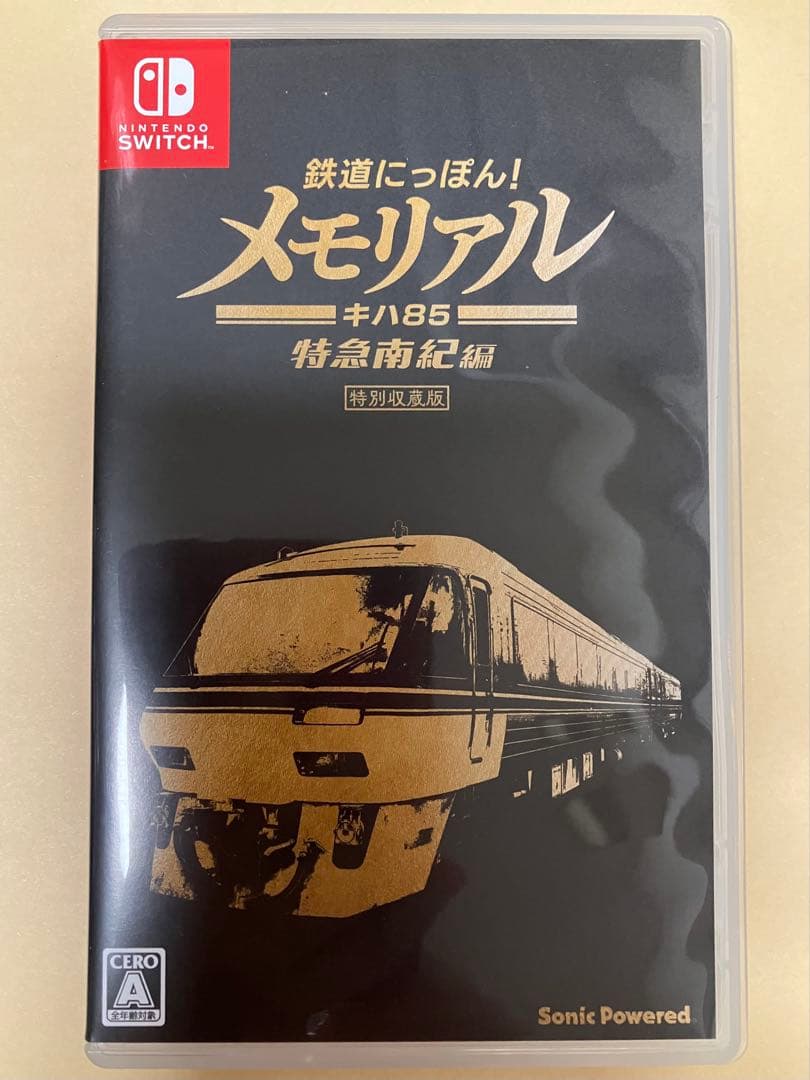 NINTENDO
SWITCH™
鉄道にっぽん!
メモリアル
キハ85
特急南紀編
特別収蔵版
CERO
A
全年齢対象
Sonic Powered®